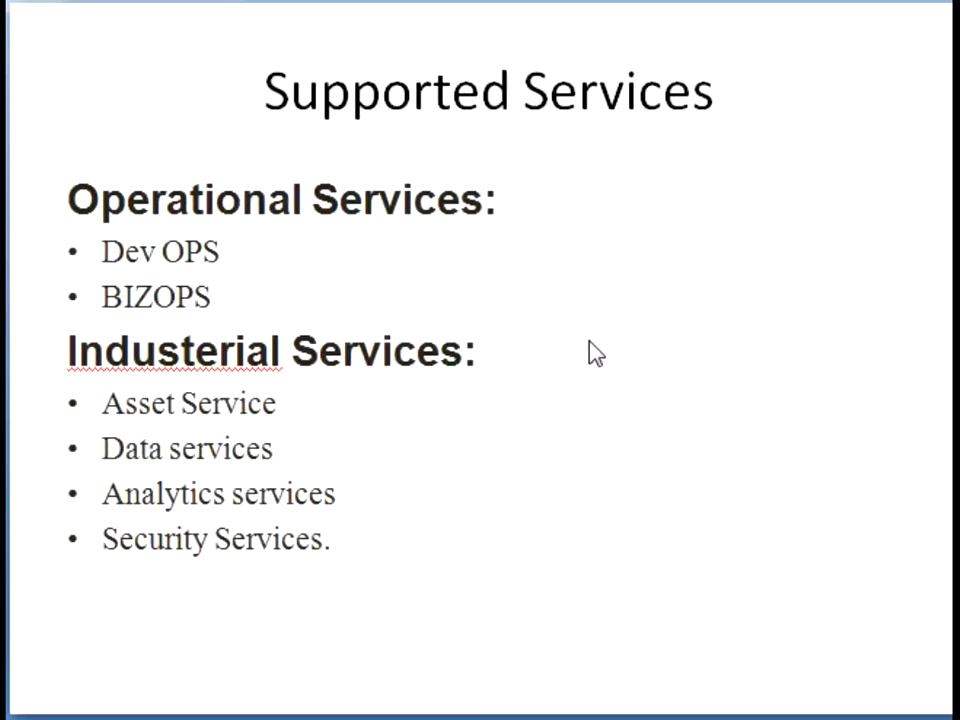 Supported Services
Operational Services:
• Dev OPS
• BIZOPS
Industerial Services:
• Asset Service
• Data services
• Analytics services
• Security Services.